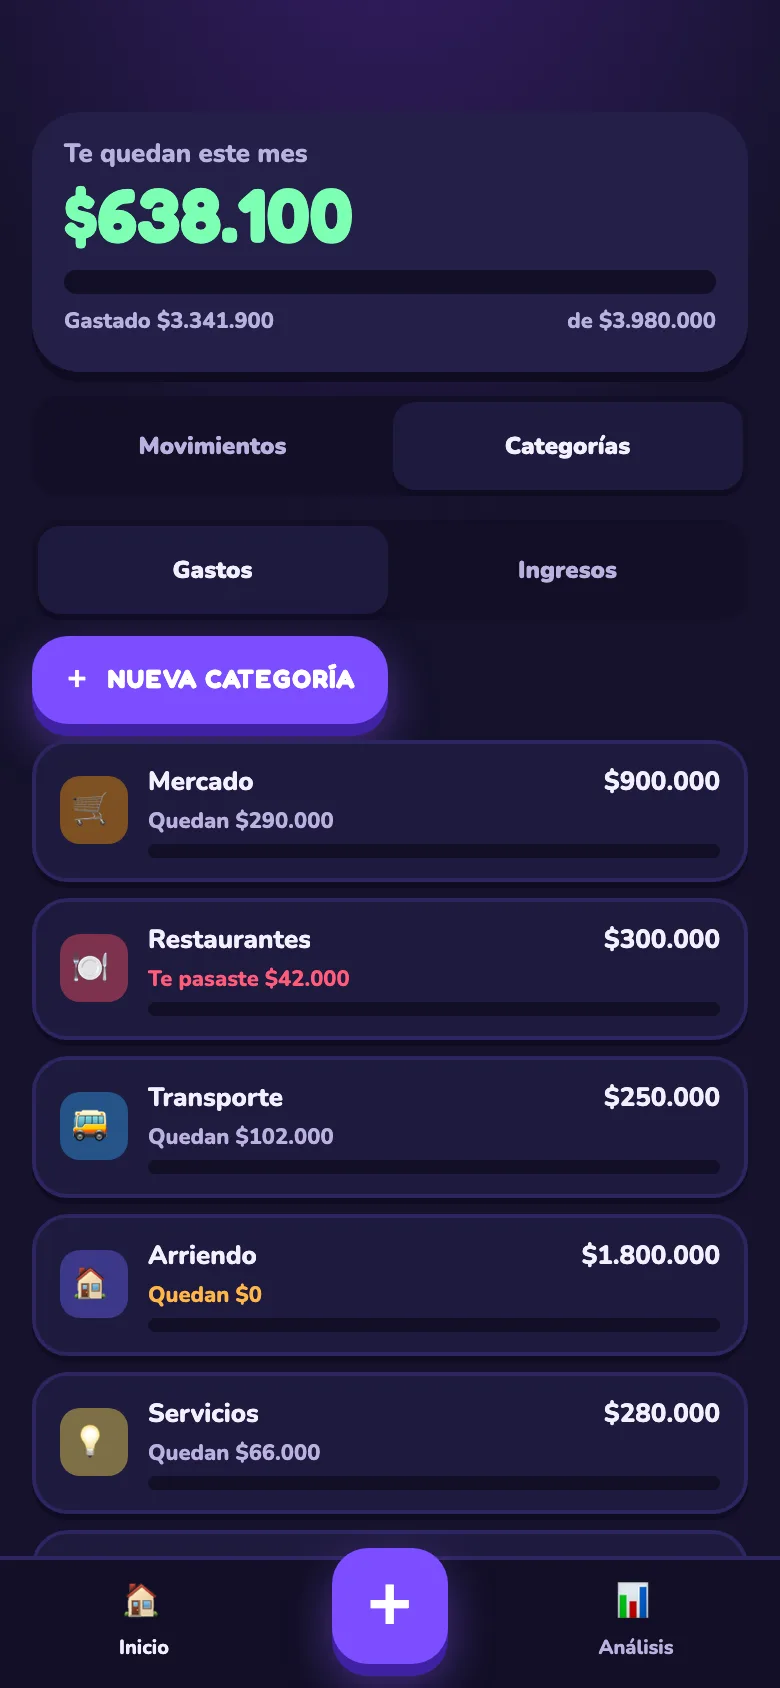 Te quedan este mes
$638.100
Gastado $3.341.900 de $3.980.000
Movimientos Categorías
Gastos Ingresos
+ NUEVA CATEGORÍA
Mercado $900.000
Quedan $290.000
Restaurantes $300.000
Te pasaste $42.000
Transporte $250.000
Quedan $102.000
Arriendo $1.800.000
Quedan $0
Servicios $280.000
Quedan $66.000
+
Inicio Análisis